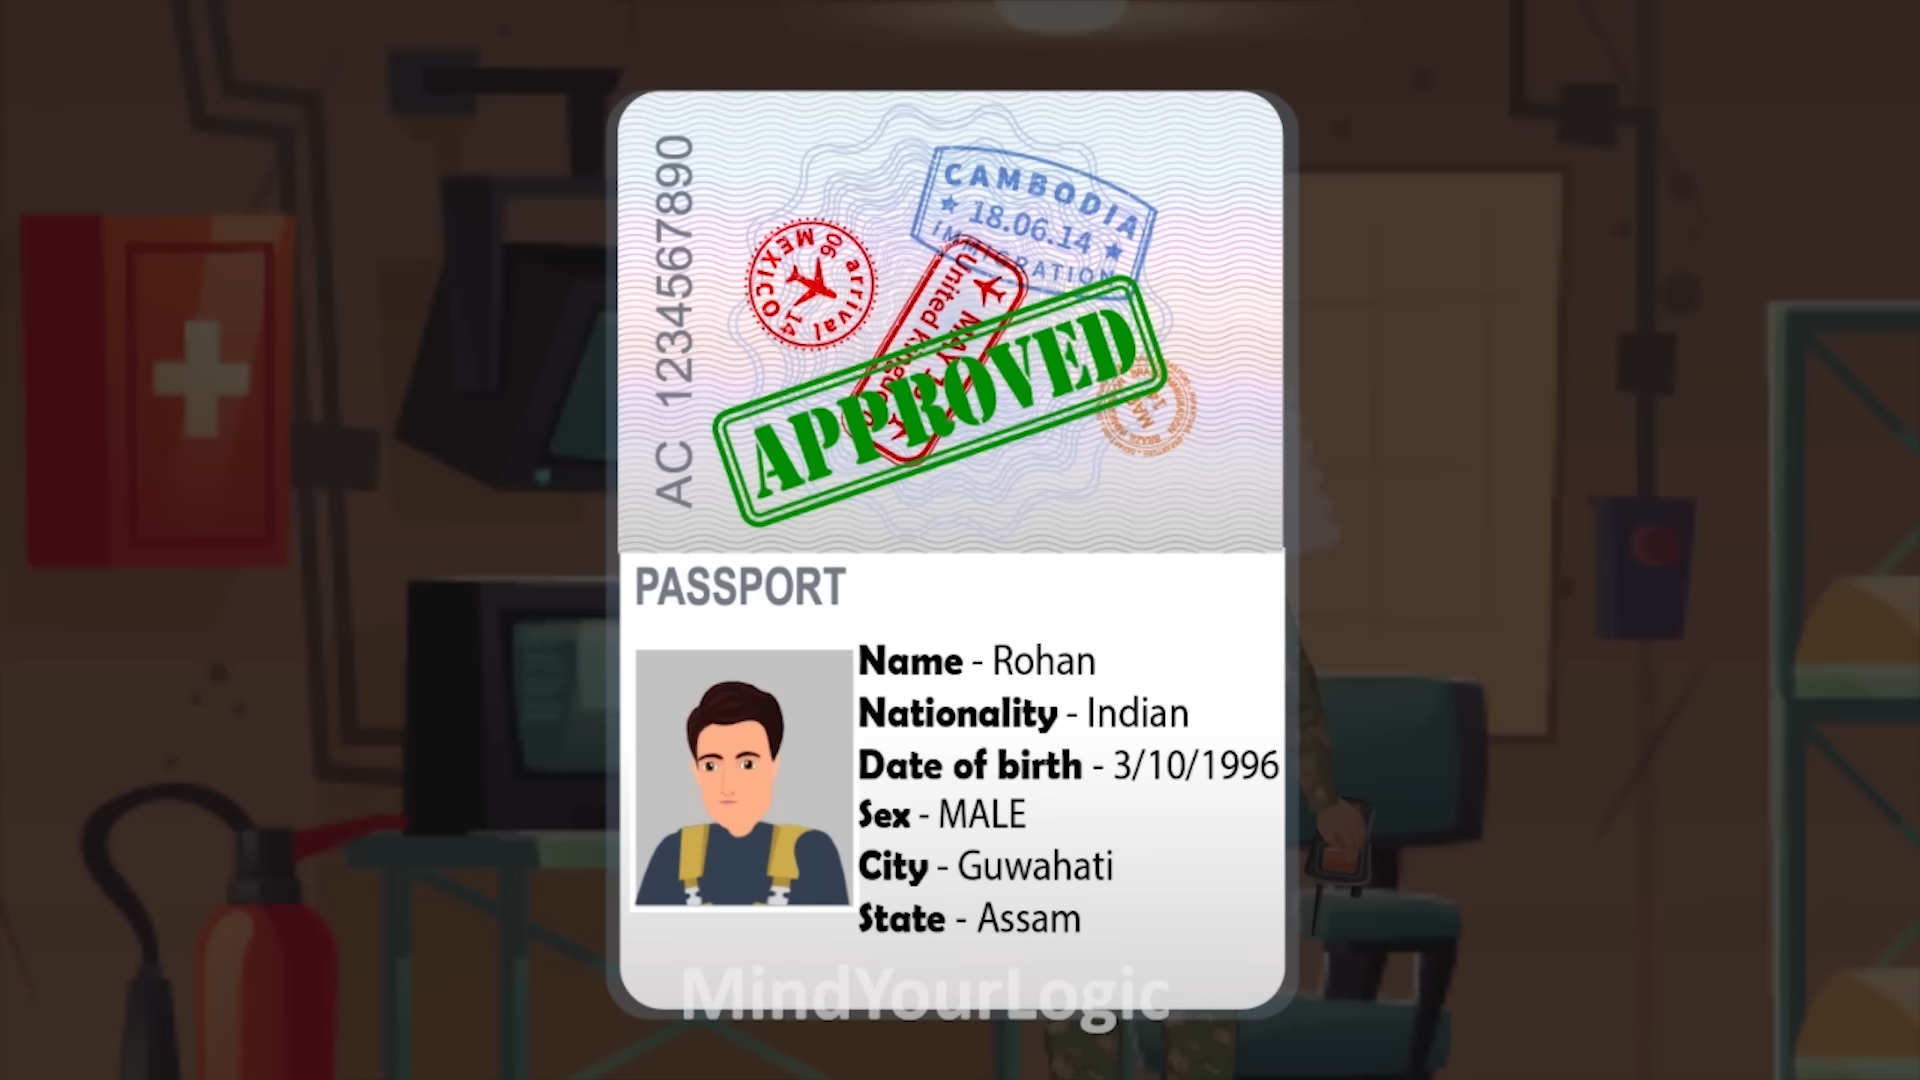 AC 1234567890
CAMBODIA
18.06.14
IMMIGRATION
MEXICO
arrival
06
14
United
APPROVED
PASSPORT
Name - Rohan
Nationality - Indian
Date of birth - 3/10/1996
Sex - MALE
City - Guwahati
State - Assam
MindYourLogic